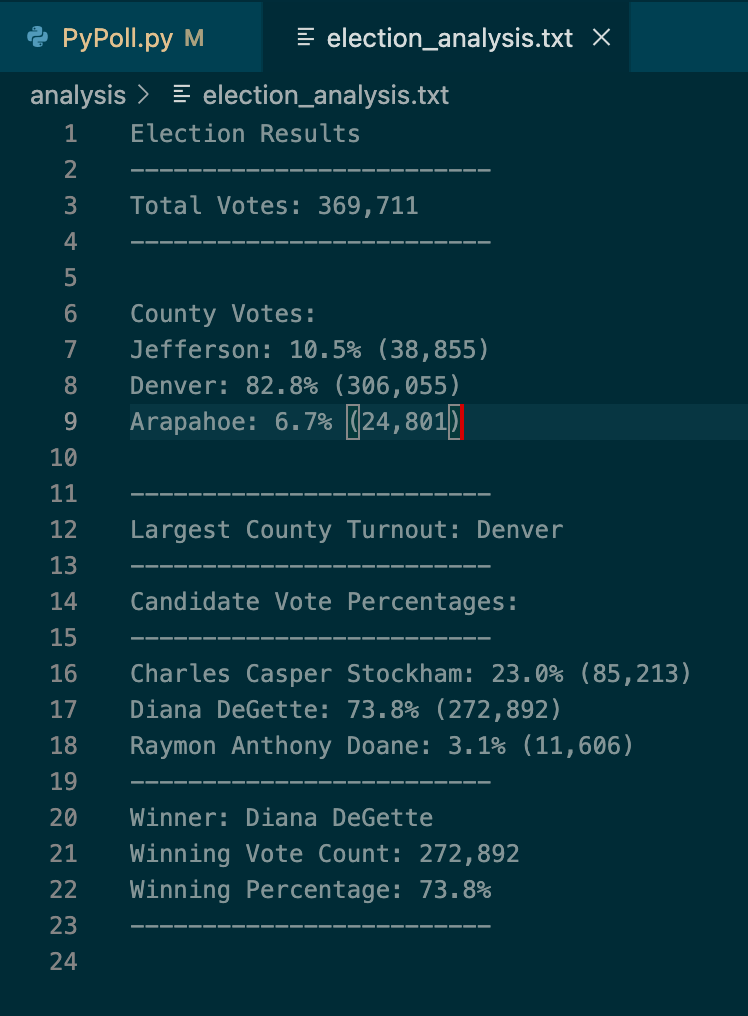 PyPoll.py M election_analysis.txt
analysis > election_analysis.txt
1 Election Results
2 -------------------------
3 Total Votes: 369,711
4 -------------------------
5
6 County Votes:
7 Jefferson: 10.5% (38,855)
8 Denver: 82.8% (306,055)
9 Arapahoe: 6.7% (24,801)
10
11 -------------------------
12 Largest County Turnout: Denver
13 -------------------------
14 Candidate Vote Percentages:
15 -------------------------
16 Charles Casper Stockham: 23.0% (85,213)
17 Diana DeGette: 73.8% (272,892)
18 Raymon Anthony Doane: 3.1% (11,606)
19 -------------------------
20 Winner: Diana DeGette
21 Winning Vote Count: 272,892
22 Winning Percentage: 73.8%
23 -------------------------
24